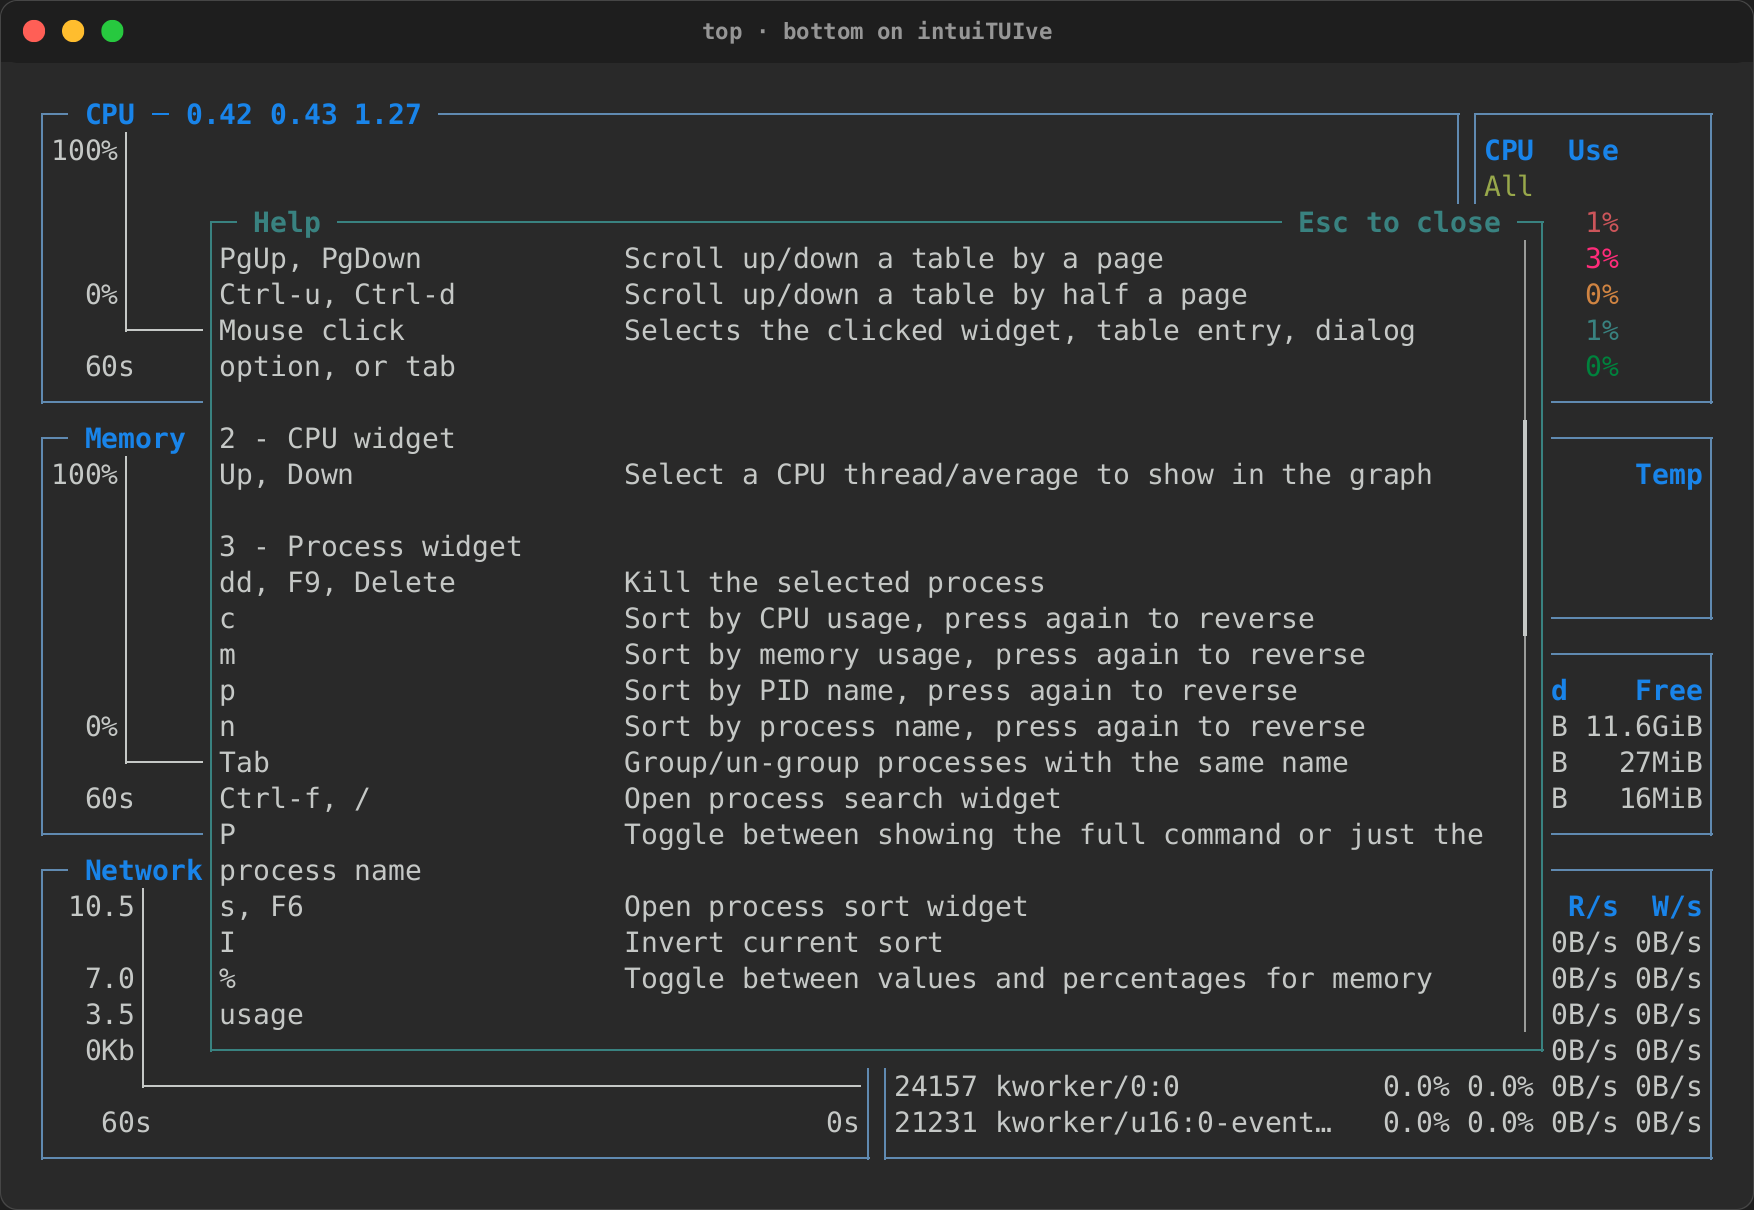 top · bottom on intuiTUIve
CPU — 0.42 0.43 1.27
100%
CPU Use
All
Help Esc to close
1%
PgUp, PgDown Scroll up/down a table by a page
3%
0%
Ctrl-u, Ctrl-d Scroll up/down a table by half a page
0%
Mouse click Selects the clicked widget, table entry, dialog
1%
60s
option, or tab
0%
Memory
2 - CPU widget
100%
Up, Down Select a CPU thread/average to show in the graph
Temp
3 - Process widget
dd, F9, Delete Kill the selected process
c Sort by CPU usage, press again to reverse
m Sort by memory usage, press again to reverse
p Sort by PID name, press again to reverse
d Free
0%
n Sort by process name, press again to reverse
B 11.6GiB
Tab Group/un-group processes with the same name
B 27MiB
60s
Ctrl-f, / Open process search widget
B 16MiB
P Toggle between showing the full command or just the
Network
process name
10.5
s, F6 Open process sort widget
R/s W/s
I Invert current sort
0B/s 0B/s
7.0
% Toggle between values and percentages for memory
0B/s 0B/s
3.5
usage
0B/s 0B/s
0Kb
0B/s 0B/s
24157 kworker/0:0 0.0% 0.0% 0B/s 0B/s
60s 0s
21231 kworker/u16:0-event… 0.0% 0.0% 0B/s 0B/s